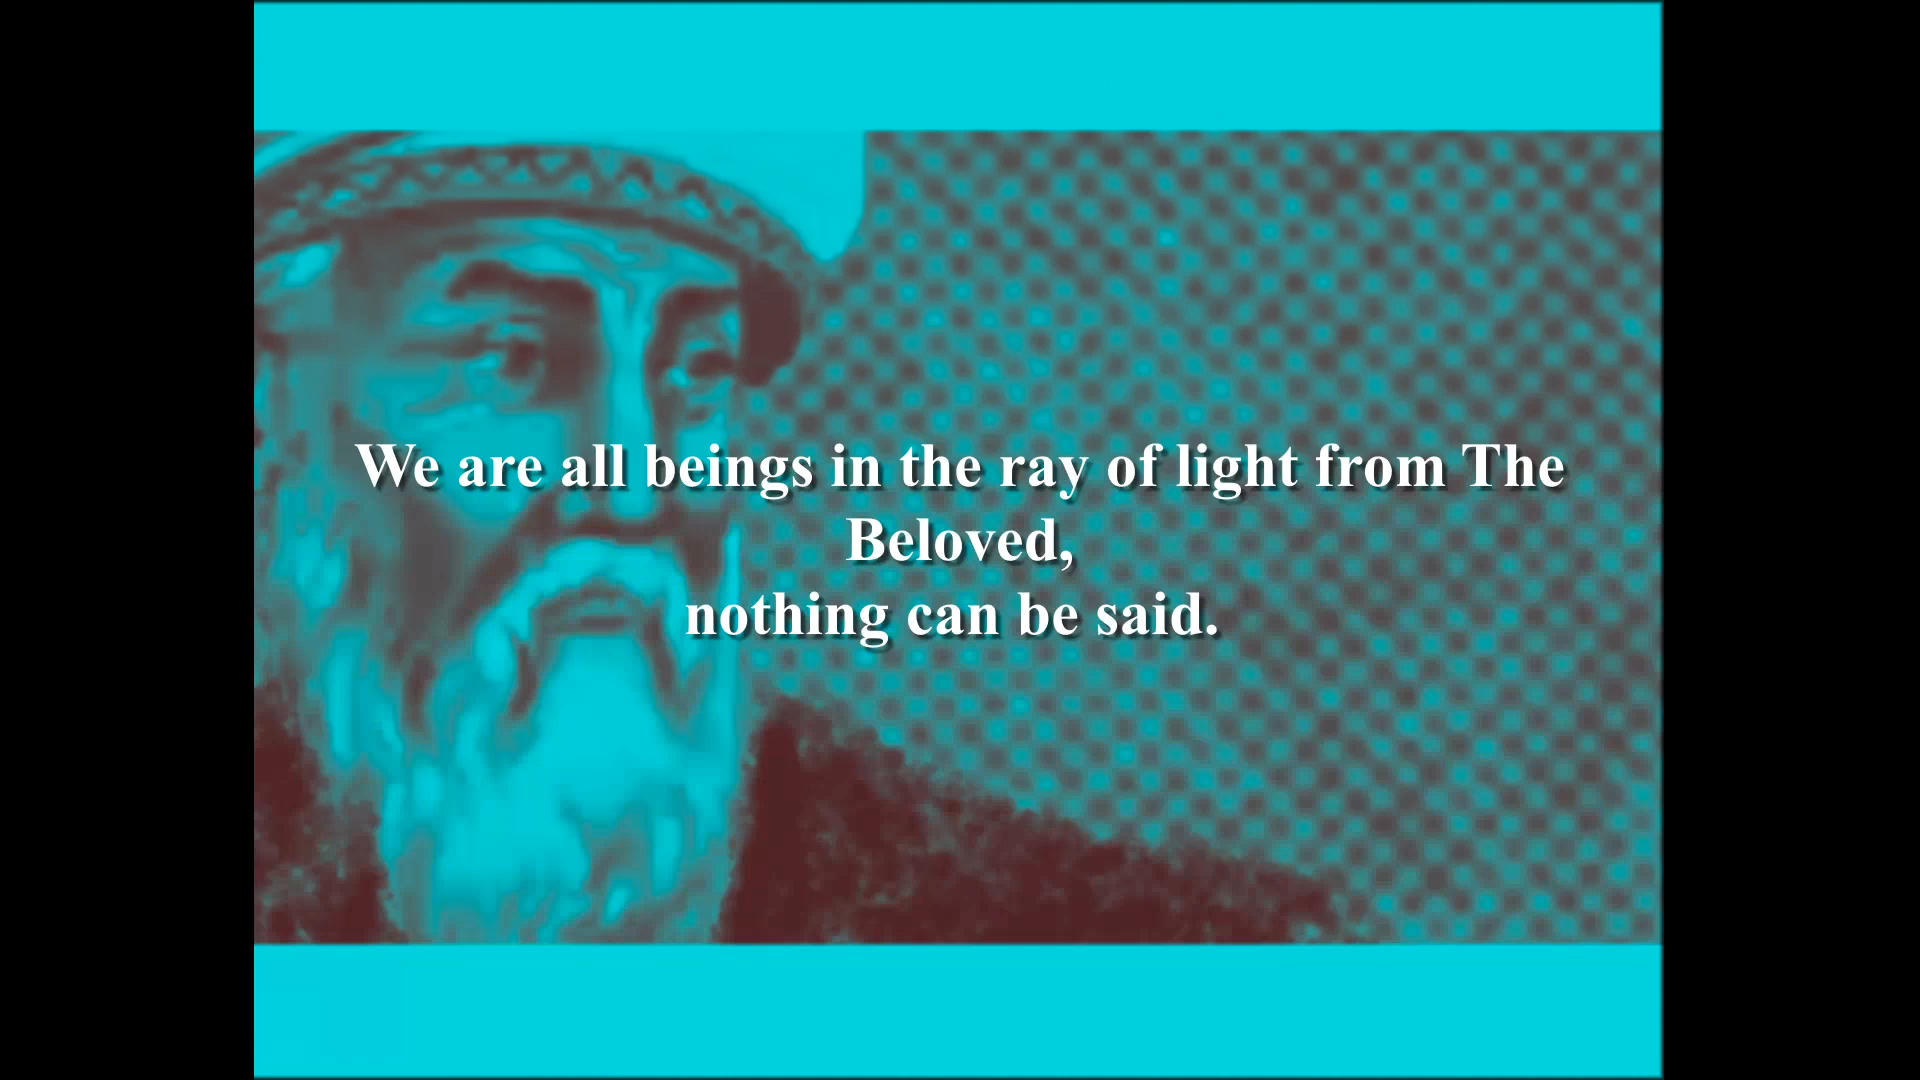 We are all beings in the ray of light from The
Beloved,
nothing can be said.